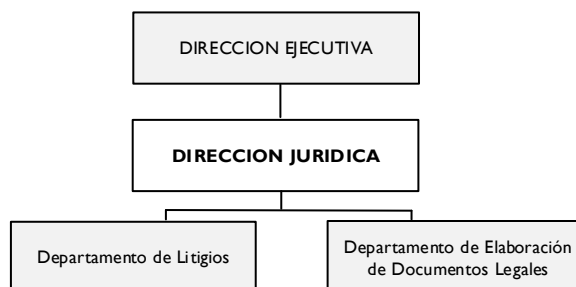 DIRECCION EJECUTIVA
DIRECCION JURIDICA
Departamento de Litigios
Departamento de Elaboración
de Documentos Legales